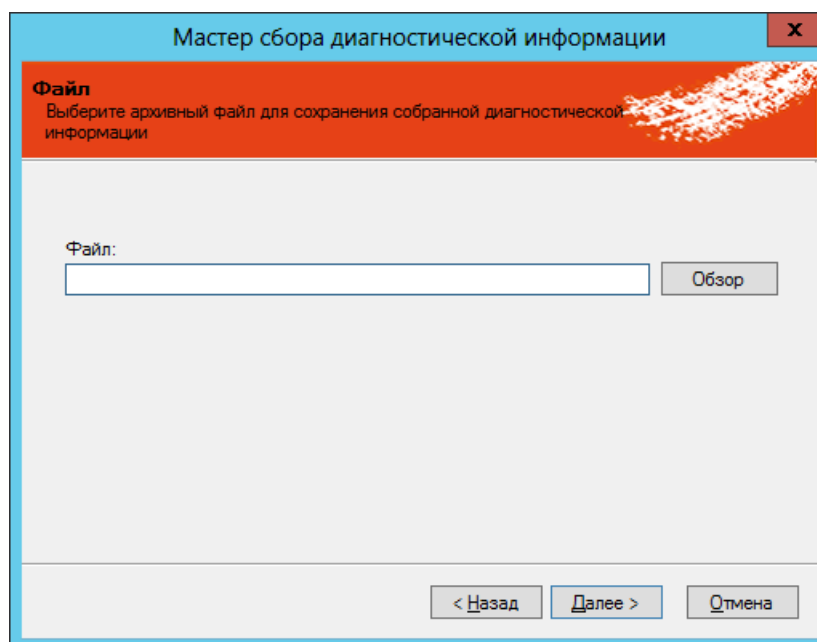 Мастер сбора диагностической информации
x
Файл
Выберите архивный файл для сохранения собранной диагностической
информации
Файл:
Обзор
< Назад
Далее >
Отмена